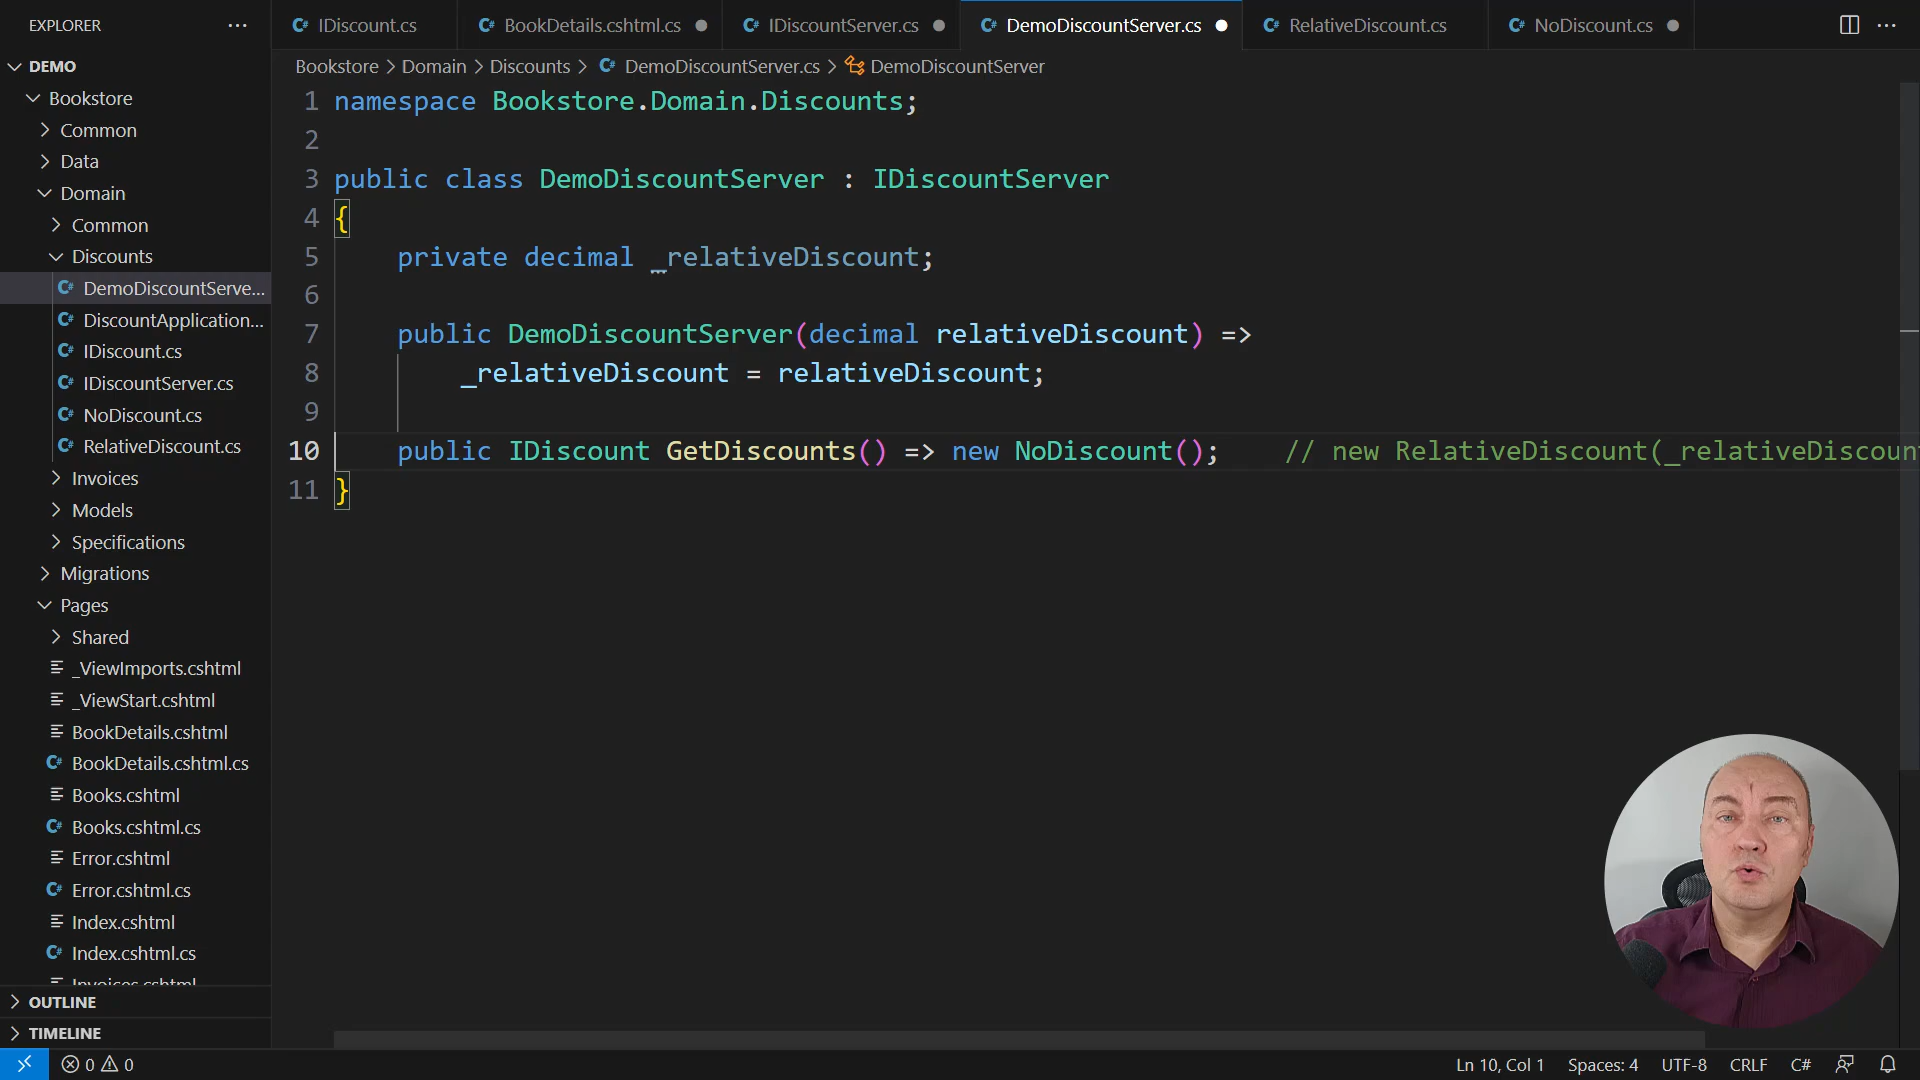 EXPLORER
IDiscount.cs
BookDetails.cshtml.cs
IDiscountServer.cs
DemoDiscountServer.cs
RelativeDiscount.cs
NoDiscount.cs
DEMO
Bookstore
Common
Data
Domain
Common
Discounts
DemoDiscountServe...
DiscountApplication...
IDiscount.cs
IDiscountServer.cs
NoDiscount.cs
RelativeDiscount.cs
Invoices
Models
Specifications
Migrations
Pages
Shared
_ViewImports.cshtml
_ViewStart.cshtml
BookDetails.cshtml
BookDetails.cshtml.cs
Books.cshtml
Books.cshtml.cs
Error.cshtml
Error.cshtml.cs
Index.cshtml
Index.cshtml.cs
Invoices.cshtml
OUTLINE
TIMELINE
Bookstore > Domain > Discounts > DemoDiscountServer.cs > DemoDiscountServer
1 namespace Bookstore.Domain.Discounts;
2
3 public class DemoDiscountServer : IDiscountServer
4 {
5 private decimal _relativeDiscount;
6
7 public DemoDiscountServer(decimal relativeDiscount) =>
8 _relativeDiscount = relativeDiscount;
9
10 public IDiscount GetDiscounts() => new NoDiscount(); // new RelativeDiscount(_relativeDiscoun
11 }
0 0
Ln 10, Col 1 Spaces: 4 UTF-8 CRLF C#